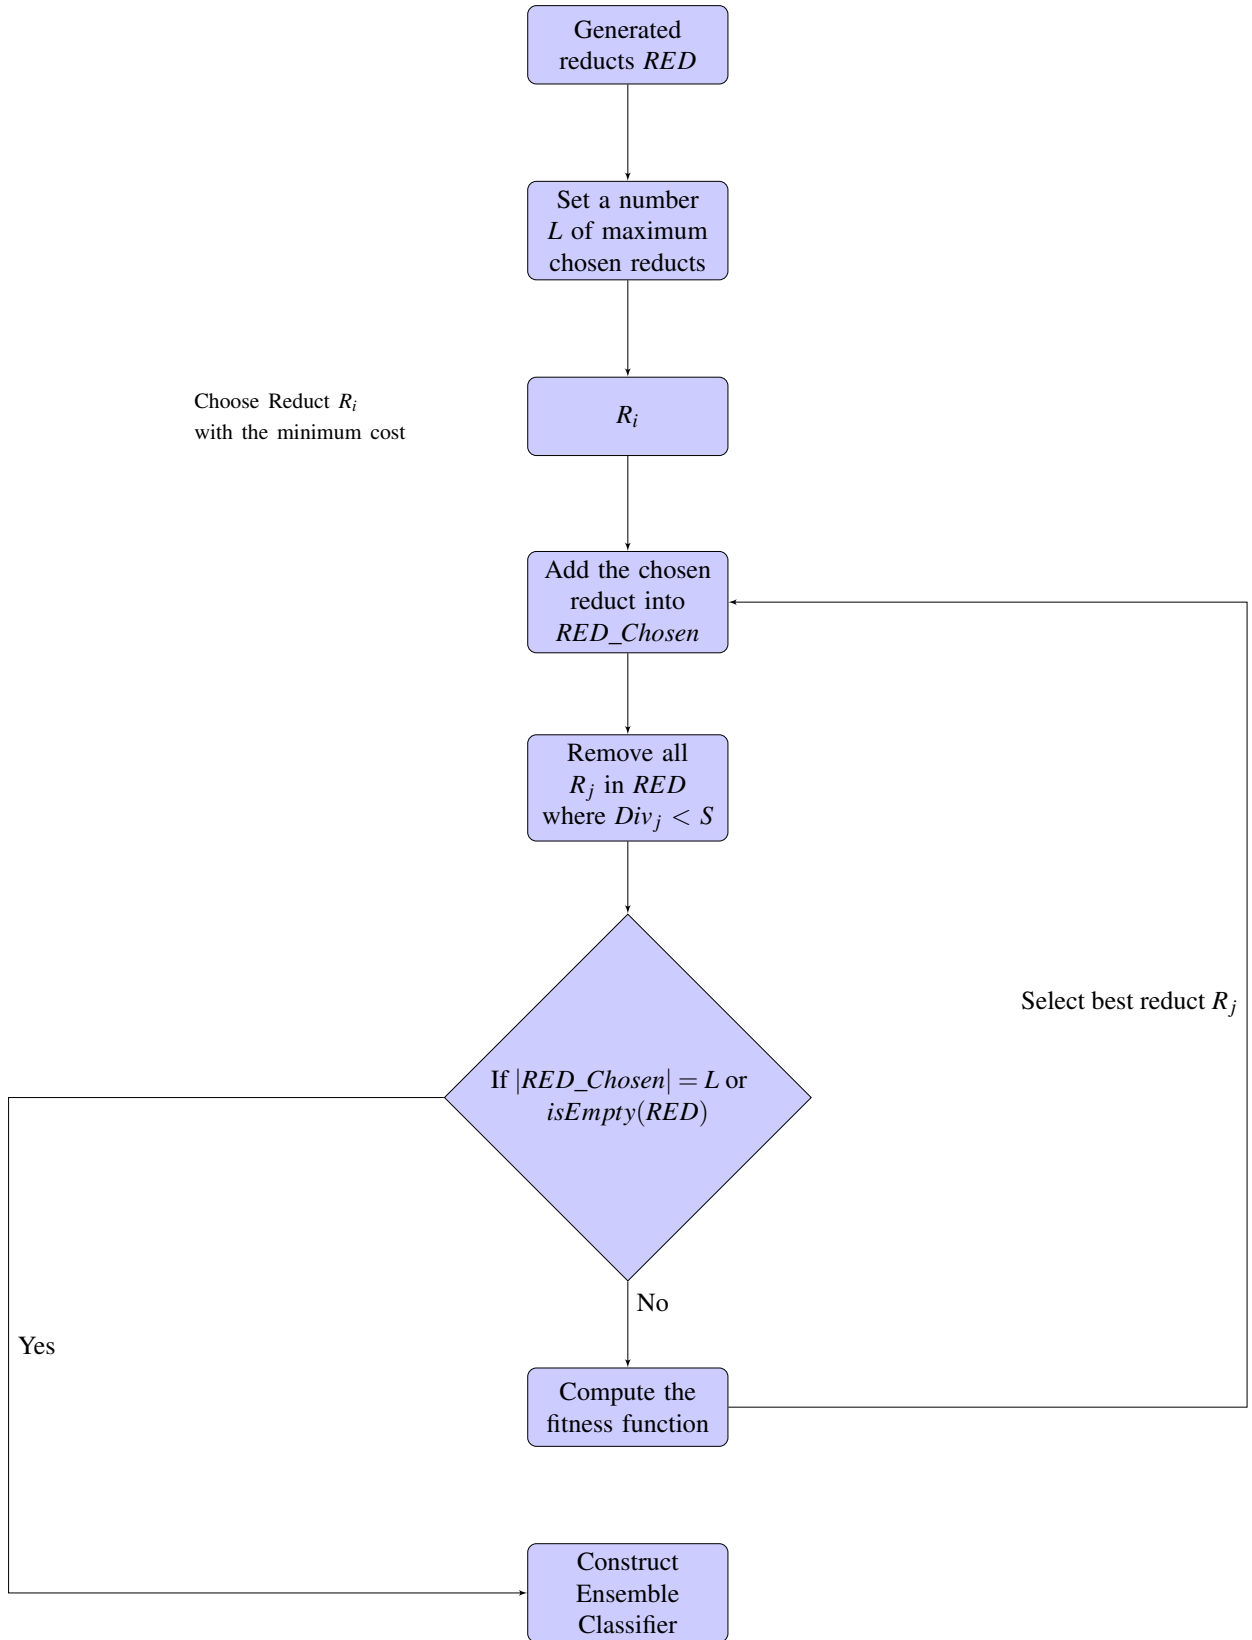 Generated
reducts RED
Set a number
L of maximum
chosen reducts
Choose Reduct R_i
with the minimum cost
R_i
Add the chosen
reduct into
RED_Chosen
Remove all
R_j in RED
where Div_j < S
Select best reduct R_j
If |RED_Chosen| = L or
isEmpty(RED)
No
Yes
Compute the
fitness function
Construct
Ensemble
Classifier